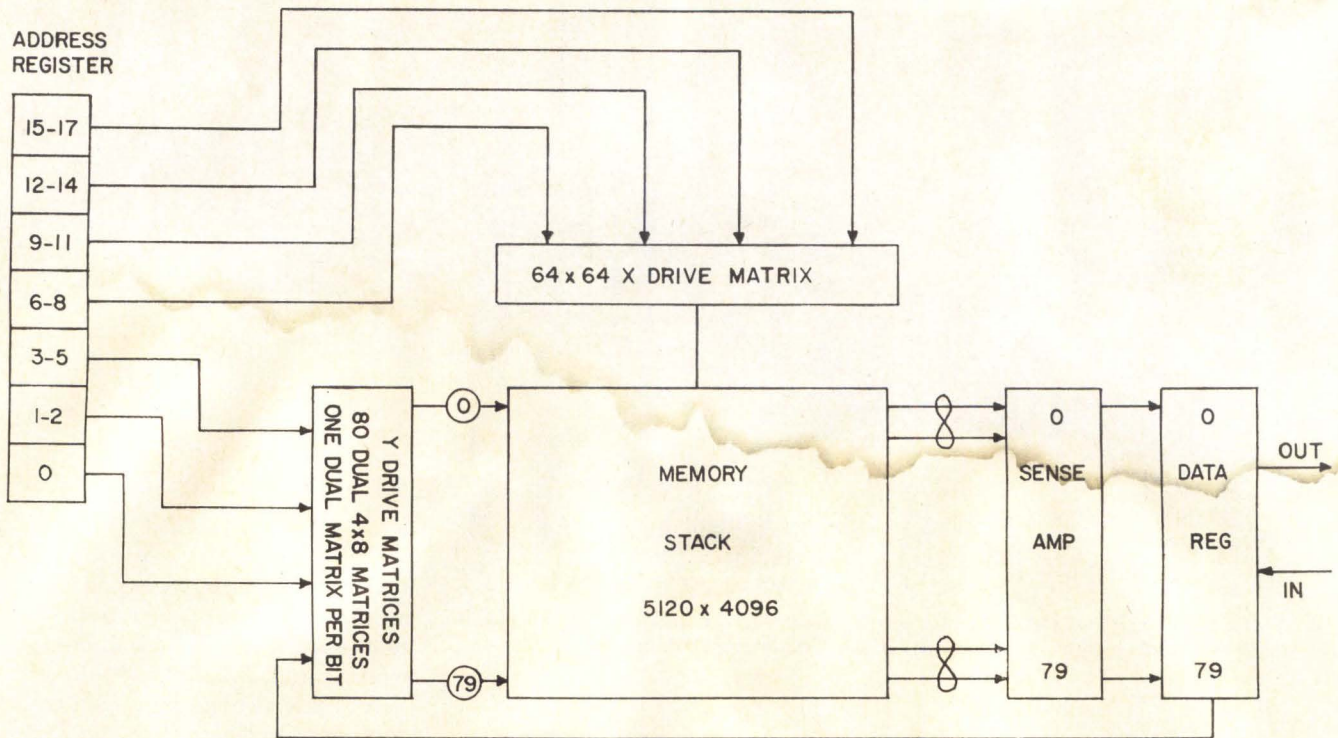 ADDRESS
REGISTER
15-17
12-14
9-11
6-8
3-5
1-2
0
64 x 64 X DRIVE MATRIX
Y DRIVE MATRICES
80 DUAL 4x8 MATRICES
ONE DUAL MATRIX PER BIT
0
79
MEMORY
STACK
5120 x 4096
0
SENSE
AMP
79
0
DATA
REG
79
OUT
IN